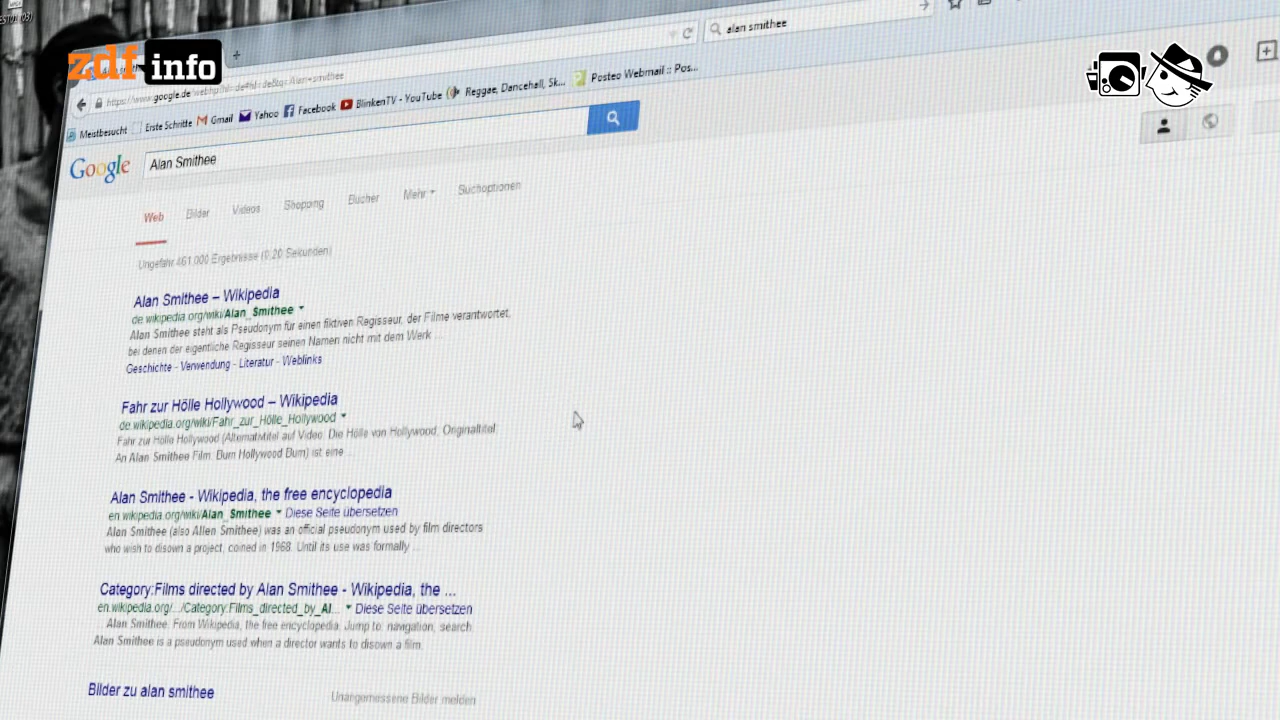 zdf info
alan smithee
https://www.google.de/webhp?hl=de#hl=de&q=Alan+smithee
Meistbesucht Erste Schritte Gmail Yahoo Facebook BlinkenTV - YouTube Reggae, Dancehall, Sk... Posteo Webmail :: Pos...
Google Alan Smithee
Web Bilder Videos Shopping Bücher Mehr Suchoptionen
Ungefähr 461.000 Ergebnisse (0,20 Sekunden)
Alan Smithee – Wikipedia
de.wikipedia.org/wiki/Alan_Smithee
Alan Smithee steht als Pseudonym für einen fiktiven Regisseur, der Filme verantwortet,
bei denen der eigentliche Regisseur seinen Namen nicht mit dem Werk ...
Geschichte - Verwendung - Literatur - Weblinks
Fahr zur Hölle Hollywood – Wikipedia
de.wikipedia.org/wiki/Fahr_zur_Hölle_Hollywood
Fahr zur Hölle Hollywood (Alternativtitel auf Video: Die Hölle von Hollywood, Originaltitel:
An Alan Smithee Film: Burn Hollywood Burn) ist eine ...
Alan Smithee - Wikipedia, the free encyclopedia
en.wikipedia.org/wiki/Alan_Smithee Diese Seite übersetzen
Alan Smithee (also Allen Smithee) was an official pseudonym used by film directors
who wish to disown a project, coined in 1968. Until its use was formally ...
Category:Films directed by Alan Smithee - Wikipedia, the ...
en.wikipedia.org/.../Category:Films_directed_by_Al... Diese Seite übersetzen
Alan Smithee. From Wikipedia, the free encyclopedia. Jump to: navigation, search.
Alan Smithee is a pseudonym used when a director wants to disown a film.
Bilder zu alan smithee Unangemessene Bilder melden